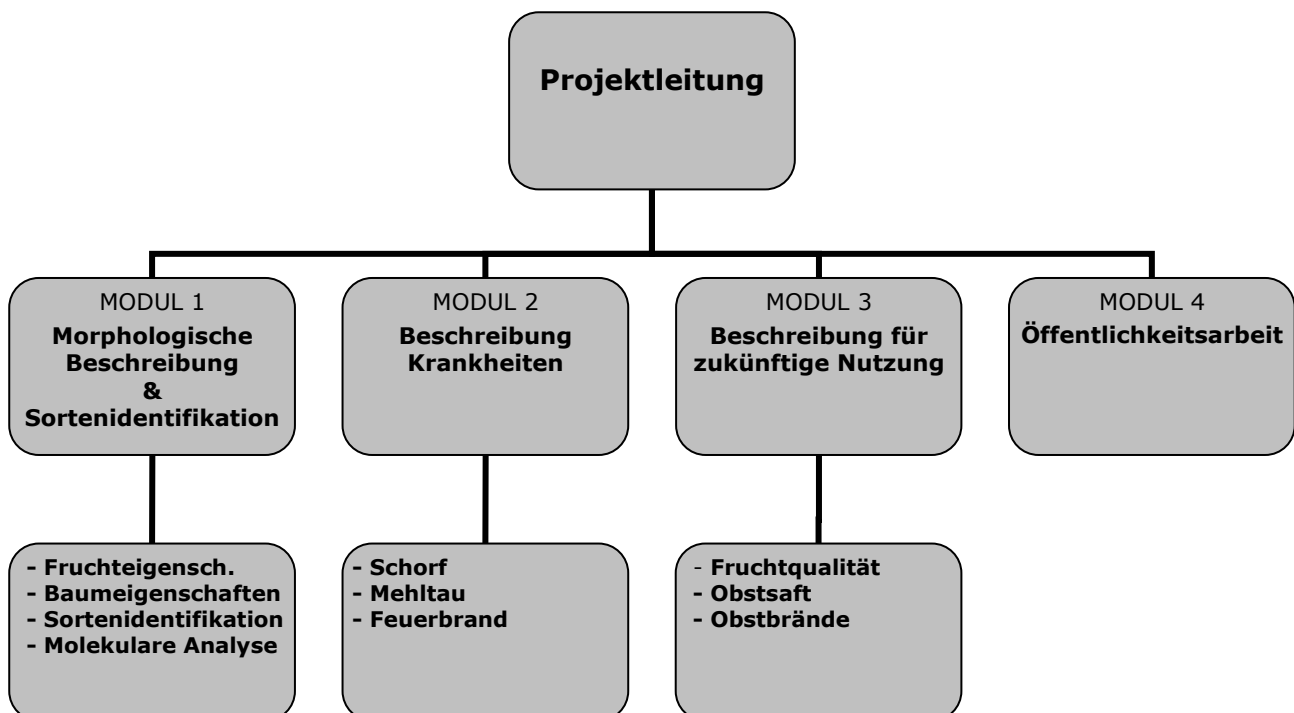 Projektleitung
MODUL 1
Morphologische
Beschreibung
&
Sortenidentifikation
MODUL 2
Beschreibung
Krankheiten
MODUL 3
Beschreibung für
zukünftige Nutzung
MODUL 4
Öffentlichkeitsarbeit
- Fruchteigensch.
- Baumeigenschaften
- Sortenidentifikation
- Molekulare Analyse
- Schorf
- Mehltau
- Feuerbrand
- Fruchtqualität
- Obstsaft
- Obstbrände